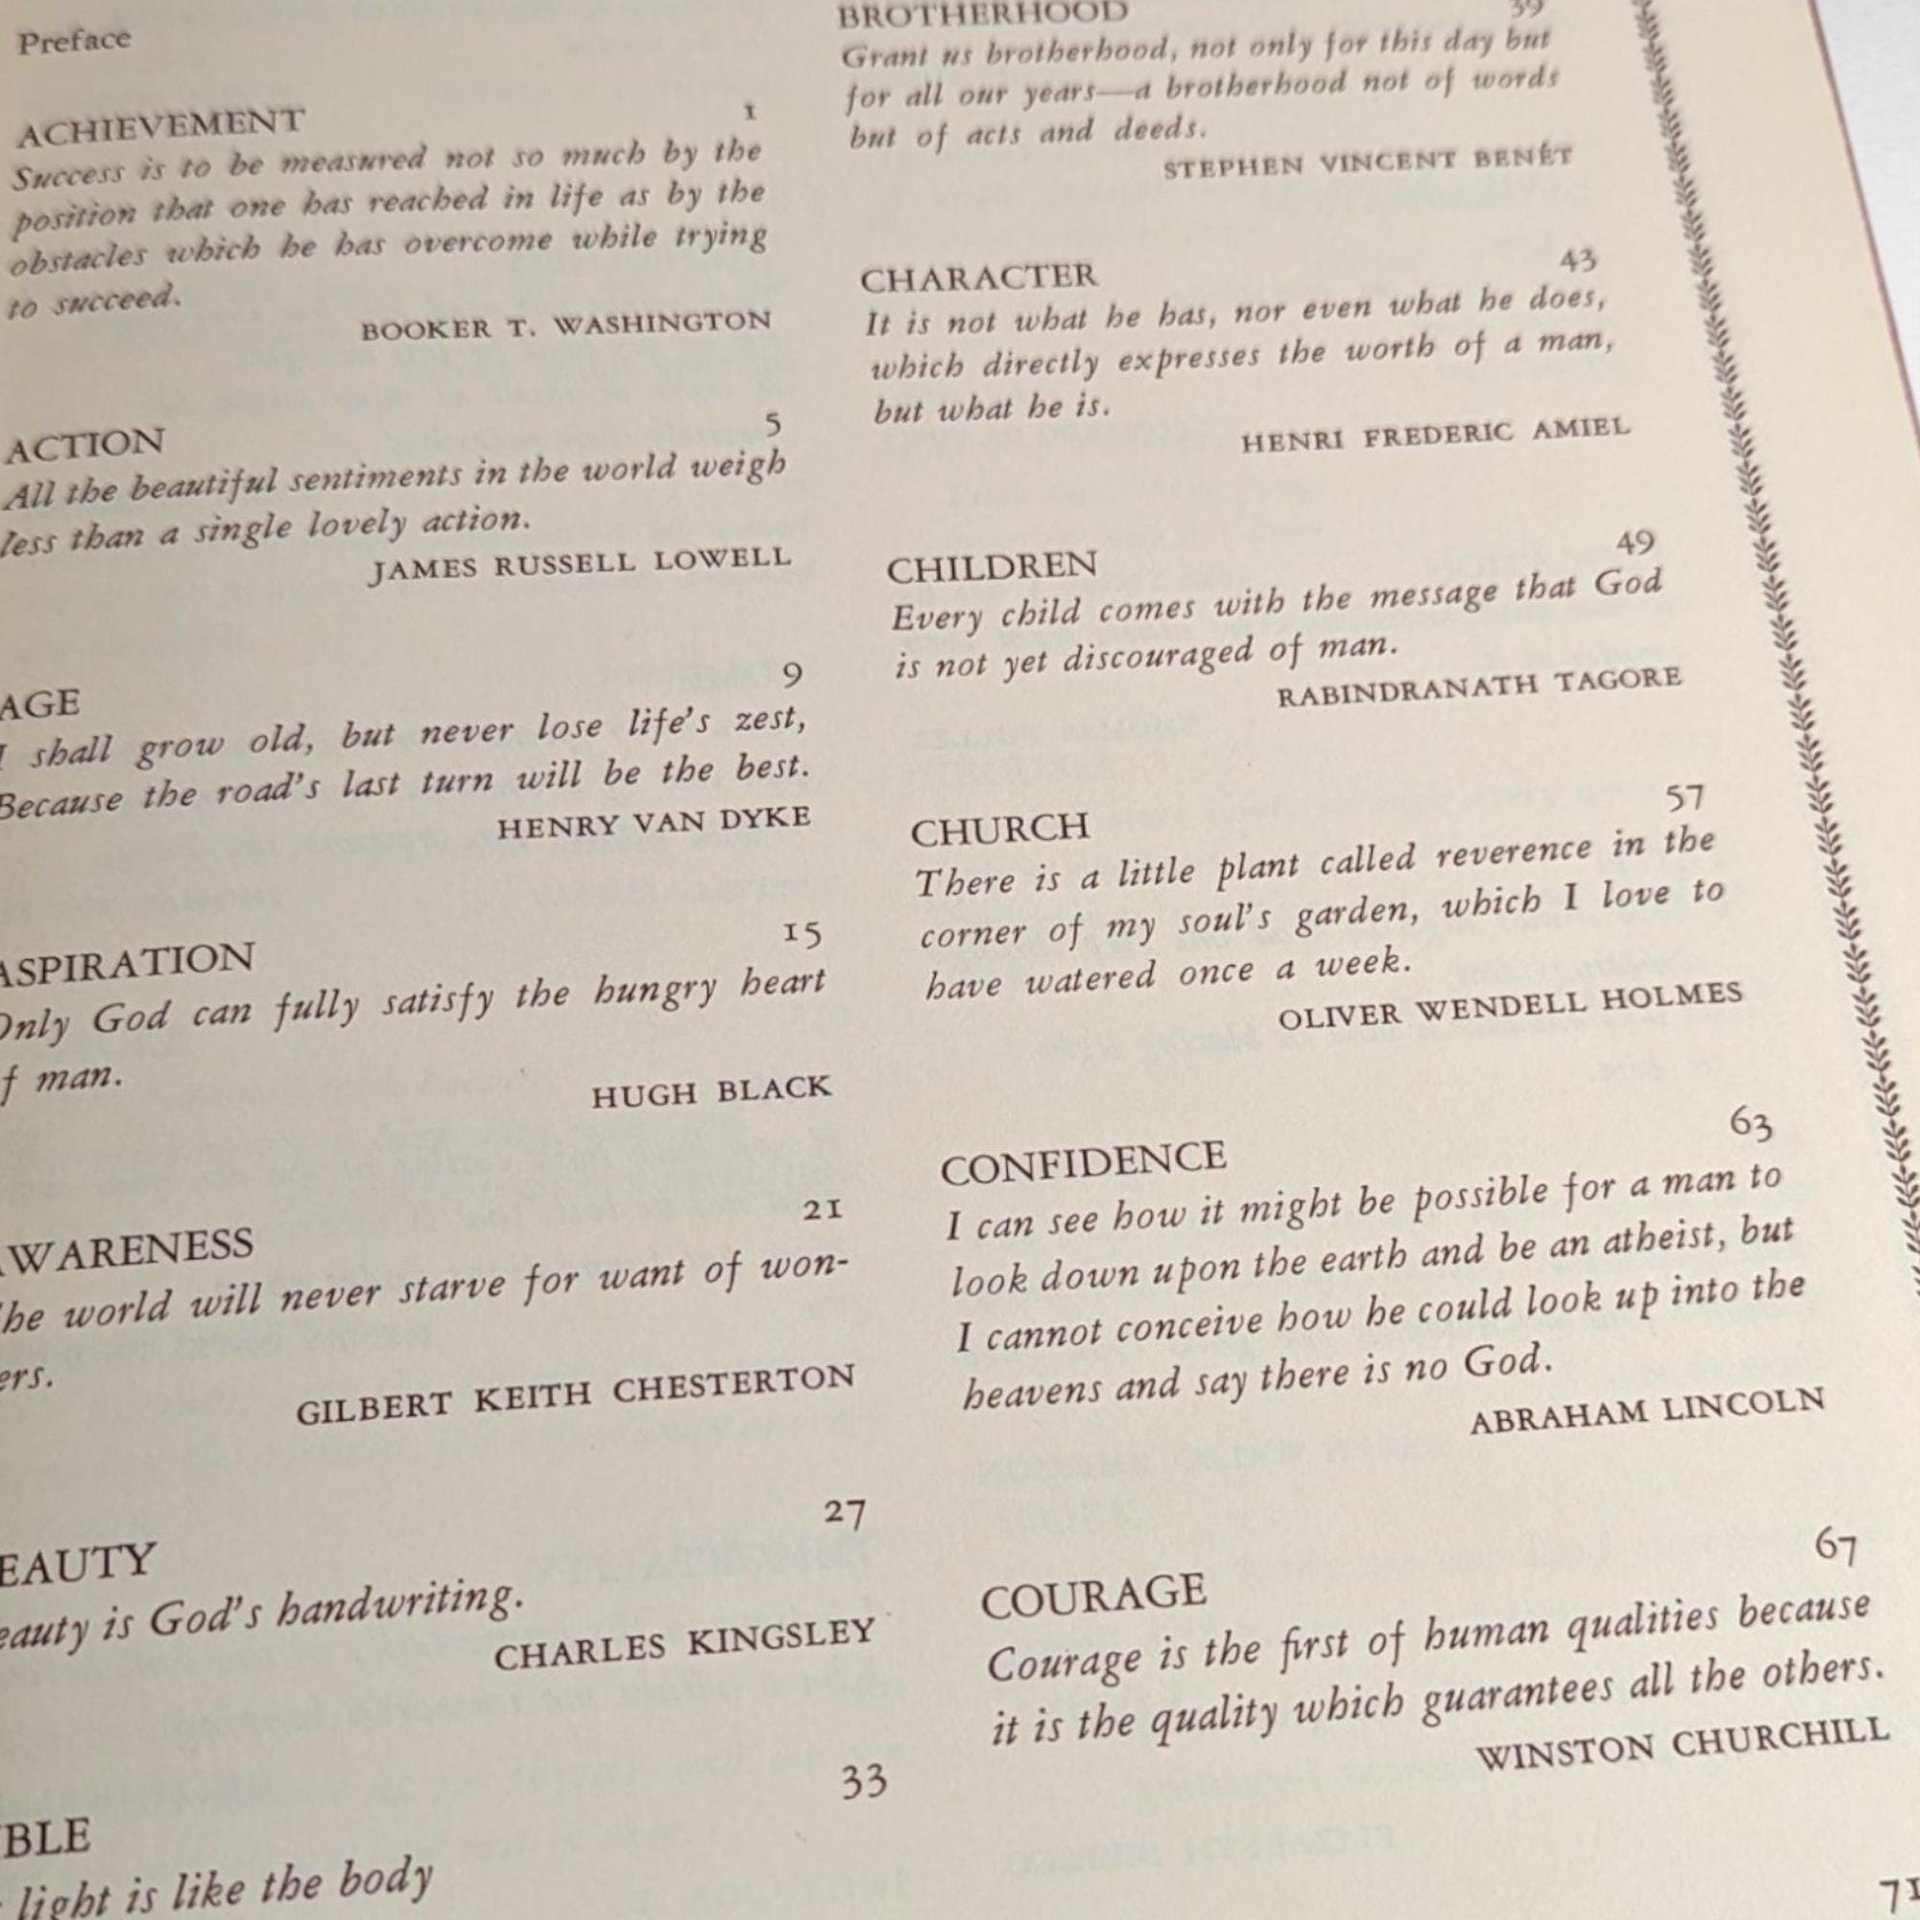 Preface
ACHIEVEMENT 1
Success is to be measured not so much by the
position that one has reached in life as by the
obstacles which he has overcome while trying
to succeed.
BOOKER T. WASHINGTON
ACTION 5
All the beautiful sentiments in the world weigh
less than a single lovely action.
JAMES RUSSELL LOWELL
AGE 9
I shall grow old, but never lose life's zest,
Because the road's last turn will be the best.
HENRY VAN DYKE
ASPIRATION 15
Only God can fully satisfy the hungry heart
f man.
HUGH BLACK
AWARENESS 21
he world will never starve for want of won-
ers.
GILBERT KEITH CHESTERTON
EAUTY 27
eauty is God's handwriting.
CHARLES KINGSLEY
BLE 33
light is like the body
BROTHERHOOD 39
Grant us brotherhood, not only for this day but
for all our years—a brotherhood not of words
but of acts and deeds.
STEPHEN VINCENT BENÉT
CHARACTER 43
It is not what he has, nor even what he does,
which directly expresses the worth of a man,
but what he is.
HENRI FREDERIC AMIEL
CHILDREN 49
Every child comes with the message that God
is not yet discouraged of man.
RABINDRANATH TAGORE
CHURCH 57
There is a little plant called reverence in the
corner of my soul's garden, which I love to
have watered once a week.
OLIVER WENDELL HOLMES
CONFIDENCE 63
I can see how it might be possible for a man to
look down upon the earth and be an atheist, but
I cannot conceive how he could look up into the
heavens and say there is no God.
ABRAHAM LINCOLN
COURAGE 67
Courage is the first of human qualities because
it is the quality which guarantees all the others.
WINSTON CHURCHILL
71